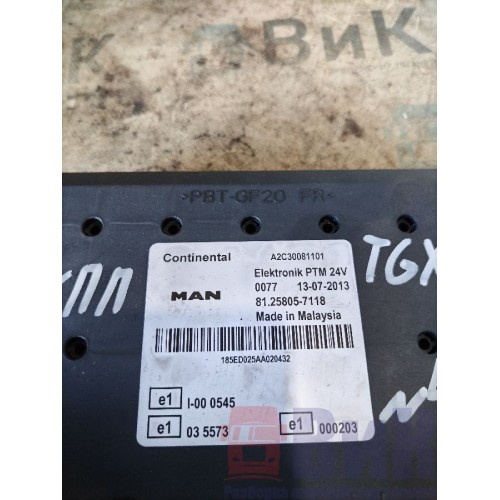 ВиК
>PBT-GF20 FR<
Continental A2C30081101
Elektronik PTM 24V
MAN 0077 13-07-2013
81.25805-7118
Made in Malaysia
TGX
185ED025AA020432
e1 I-00 0545
e1 03 5573 e1 000203